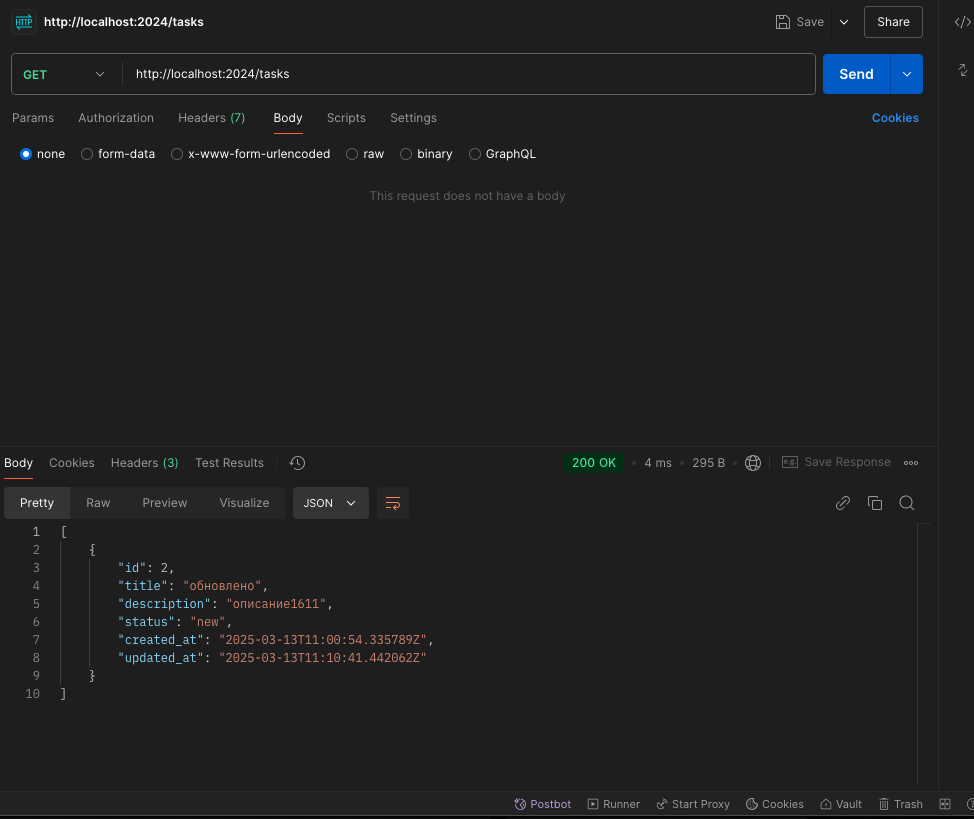 HTTP http://localhost:2024/tasks Save Share
GET http://localhost:2024/tasks Send
Params Authorization Headers (7) Body Scripts Settings Cookies
none form-data x-www-form-urlencoded raw binary GraphQL
This request does not have a body
Body Cookies Headers (3) Test Results 200 OK • 4 ms • 295 B • e.g. Save Response
Pretty Raw Preview Visualize JSON
1 [
2 {
3 "id": 2,
4 "title": "обновлено",
5 "description": "описание1611",
6 "status": "new",
7 "created_at": "2025-03-13T11:00:54.335789Z",
8 "updated_at": "2025-03-13T11:10:41.442062Z"
9 }
10 ]
Postbot Runner Start Proxy Cookies Vault Trash